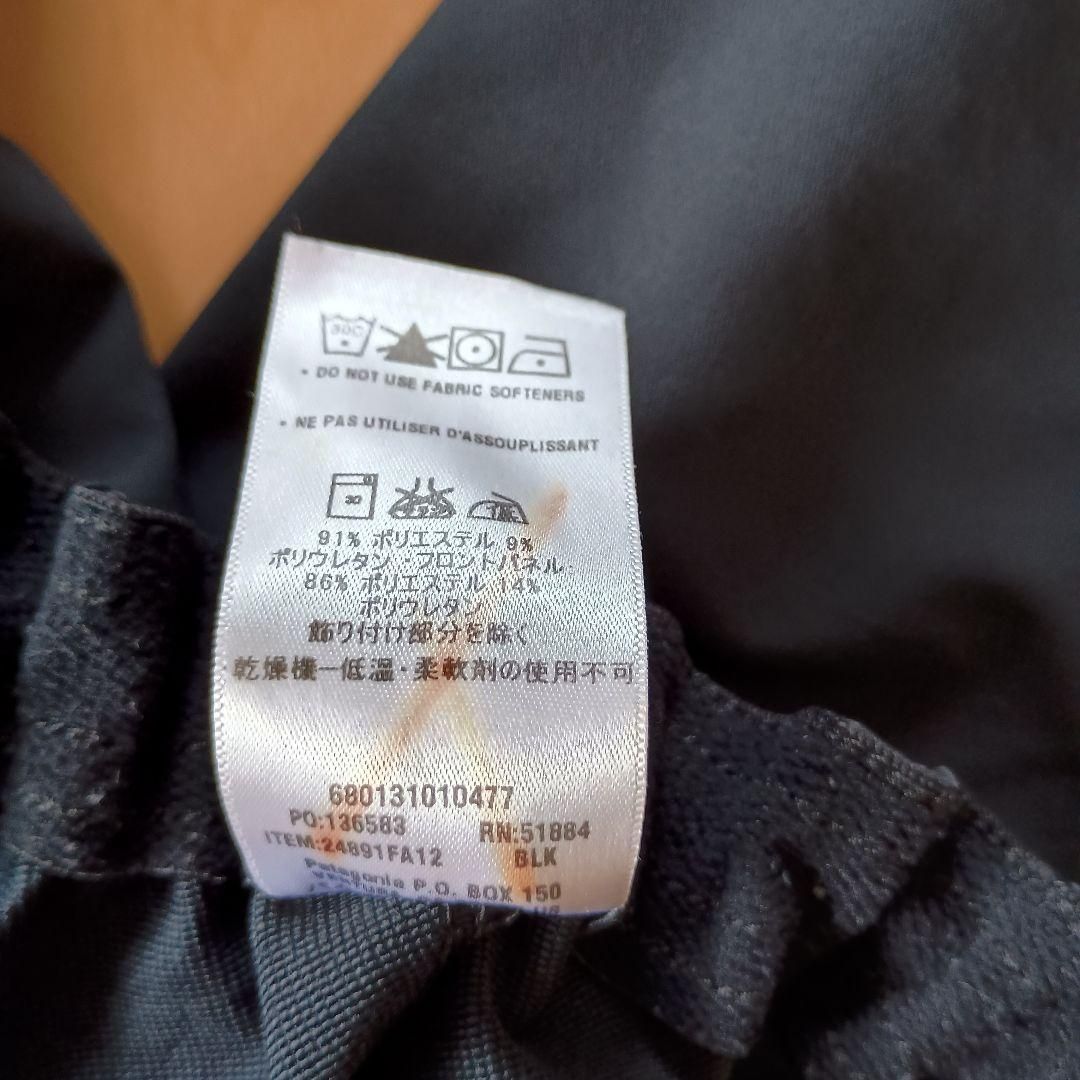 30C
• DO NOT USE FABRIC SOFTENERS
• NE PAS UTILISER D'ASSOUPLISSANT
30
91% ポリエステル 9%
ポリウレタン・フロントパネル
86% ポリエステル 14%
ポリウレタン
飾り付け部分を除く
乾燥機ー低温・柔軟剤の使用不可
680131010477
PO:136583 RN:51884
ITEM:24891FA12 BLK
Patagonia P.O. BOX 150